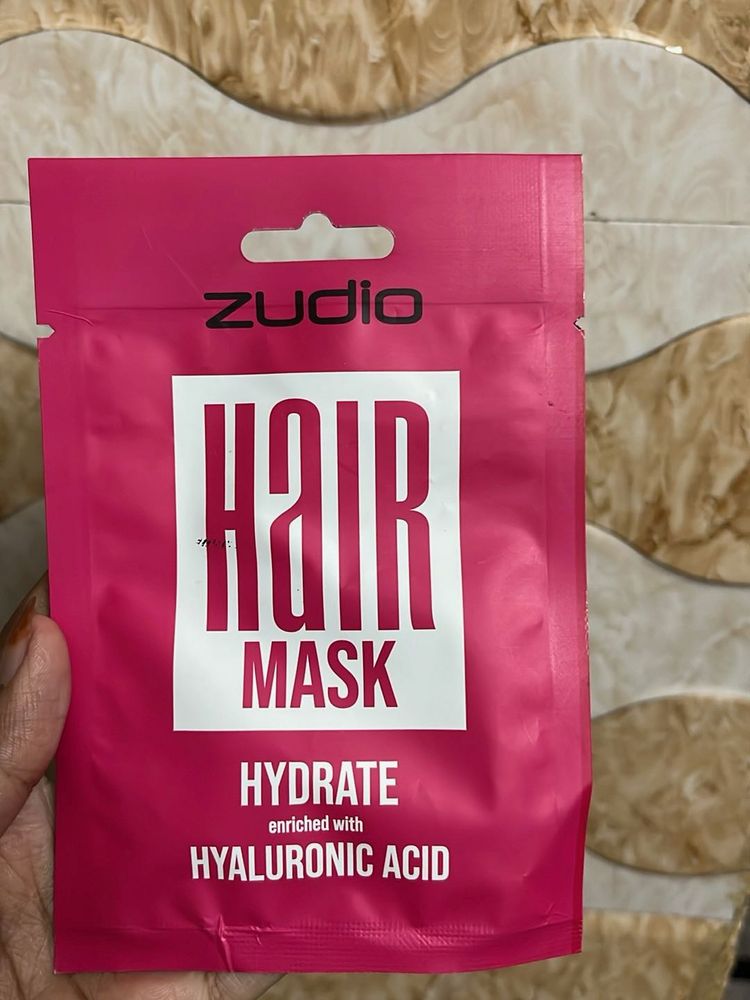 zudio
HaIR
MASK
HYDRATE
enriched with
HYALURONIC ACID